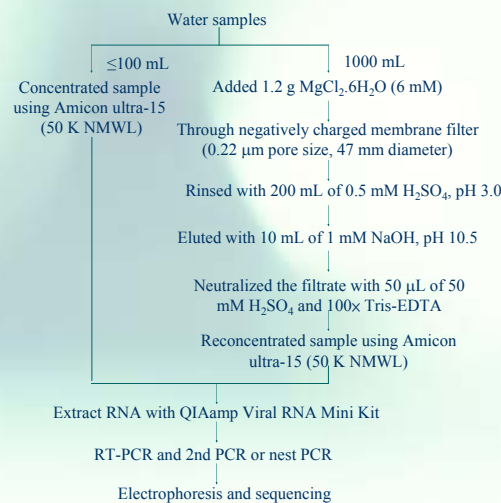 Water samples
≤100 mL
Concentrated sample
using Amicon ultra-15
(50 K NMWL)
1000 mL
Added 1.2 g MgCl₂.6H₂O (6 mM)
Through negatively charged membrane filter
(0.22 μm pore size, 47 mm diameter)
Rinsed with 200 mL of 0.5 mM H₂SO₄, pH 3.0
Eluted with 10 mL of 1 mM NaOH, pH 10.5
Neutralized the filtrate with 50 μL of 50
mM H₂SO₄ and 100× Tris-EDTA
Reconcentrated sample using Amicon
ultra-15 (50 K NMWL)
Extract RNA with QIAamp Viral RNA Mini Kit
RT-PCR and 2nd PCR or nest PCR
Electrophoresis and sequencing